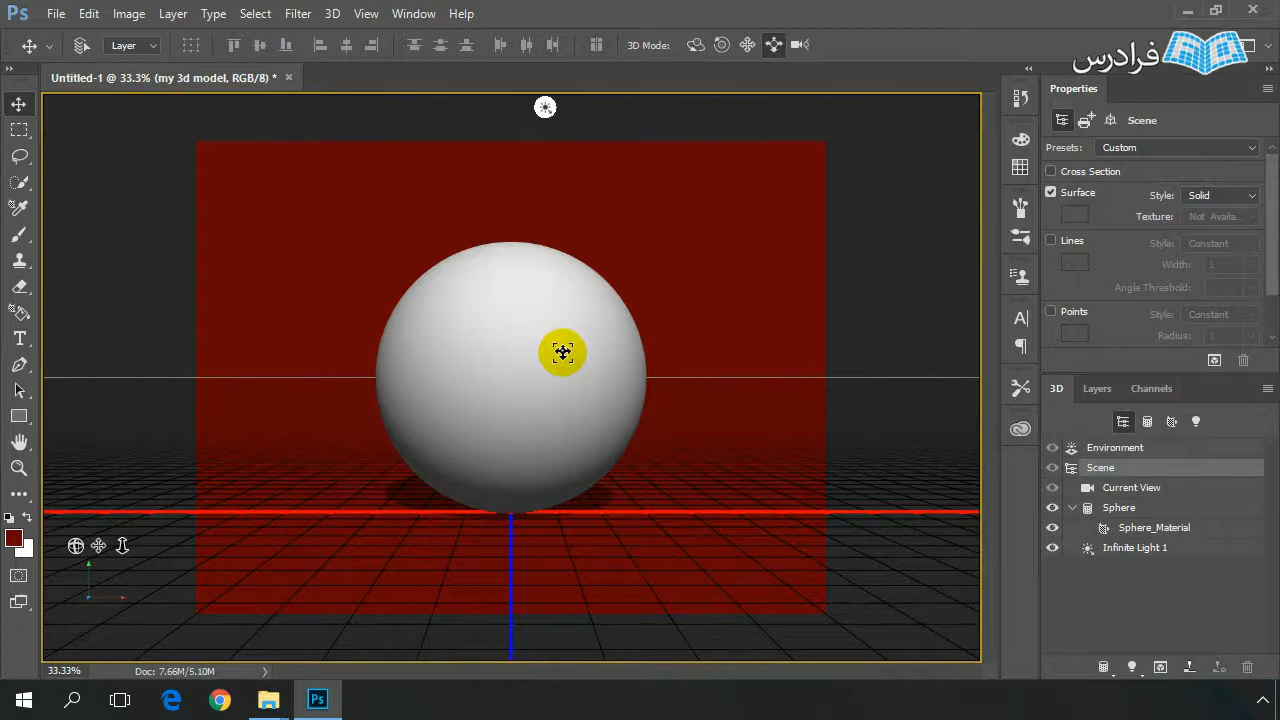 Ps File Edit Image Layer Type Select Filter 3D View Window Help
Layer 3D Mode:
فرادرس
Untitled-1 @ 33.3% (my 3d model, RGB/8) *
Properties
Scene
Presets: Custom
Cross Section
Surface Style: Solid
Texture: Not Availa...
Lines Style: Constant
Width: 1
Angle Threshold:
Points Style: Constant
Radius: 1
3D Layers Channels
Environment
Scene
Current View
Sphere
Sphere_Material
Infinite Light 1
33.33% Doc: 7.66M/5.10M
Ps